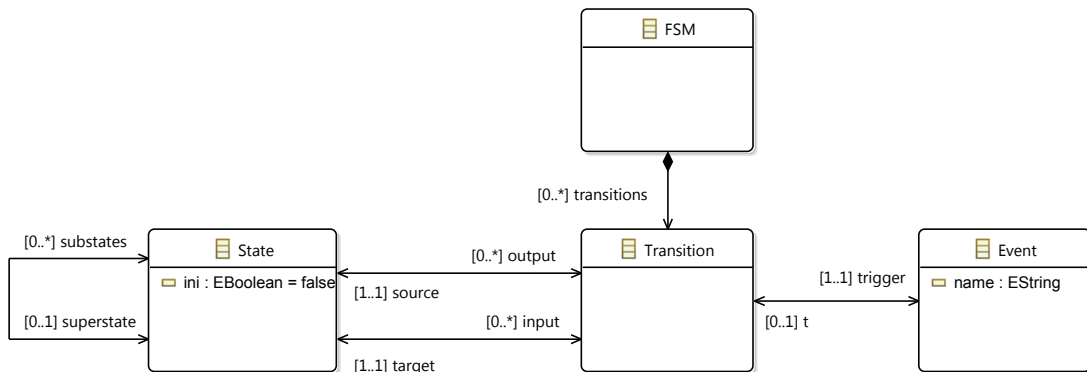 FSM
[0..*] transitions
[0..*] substates
[0..1] superstate
State
ini : EBoolean = false
[0..*] output
[1..1] source
[0..*] input
[1..1] target
Transition
[1..1] trigger
[0..1] t
Event
name : EString